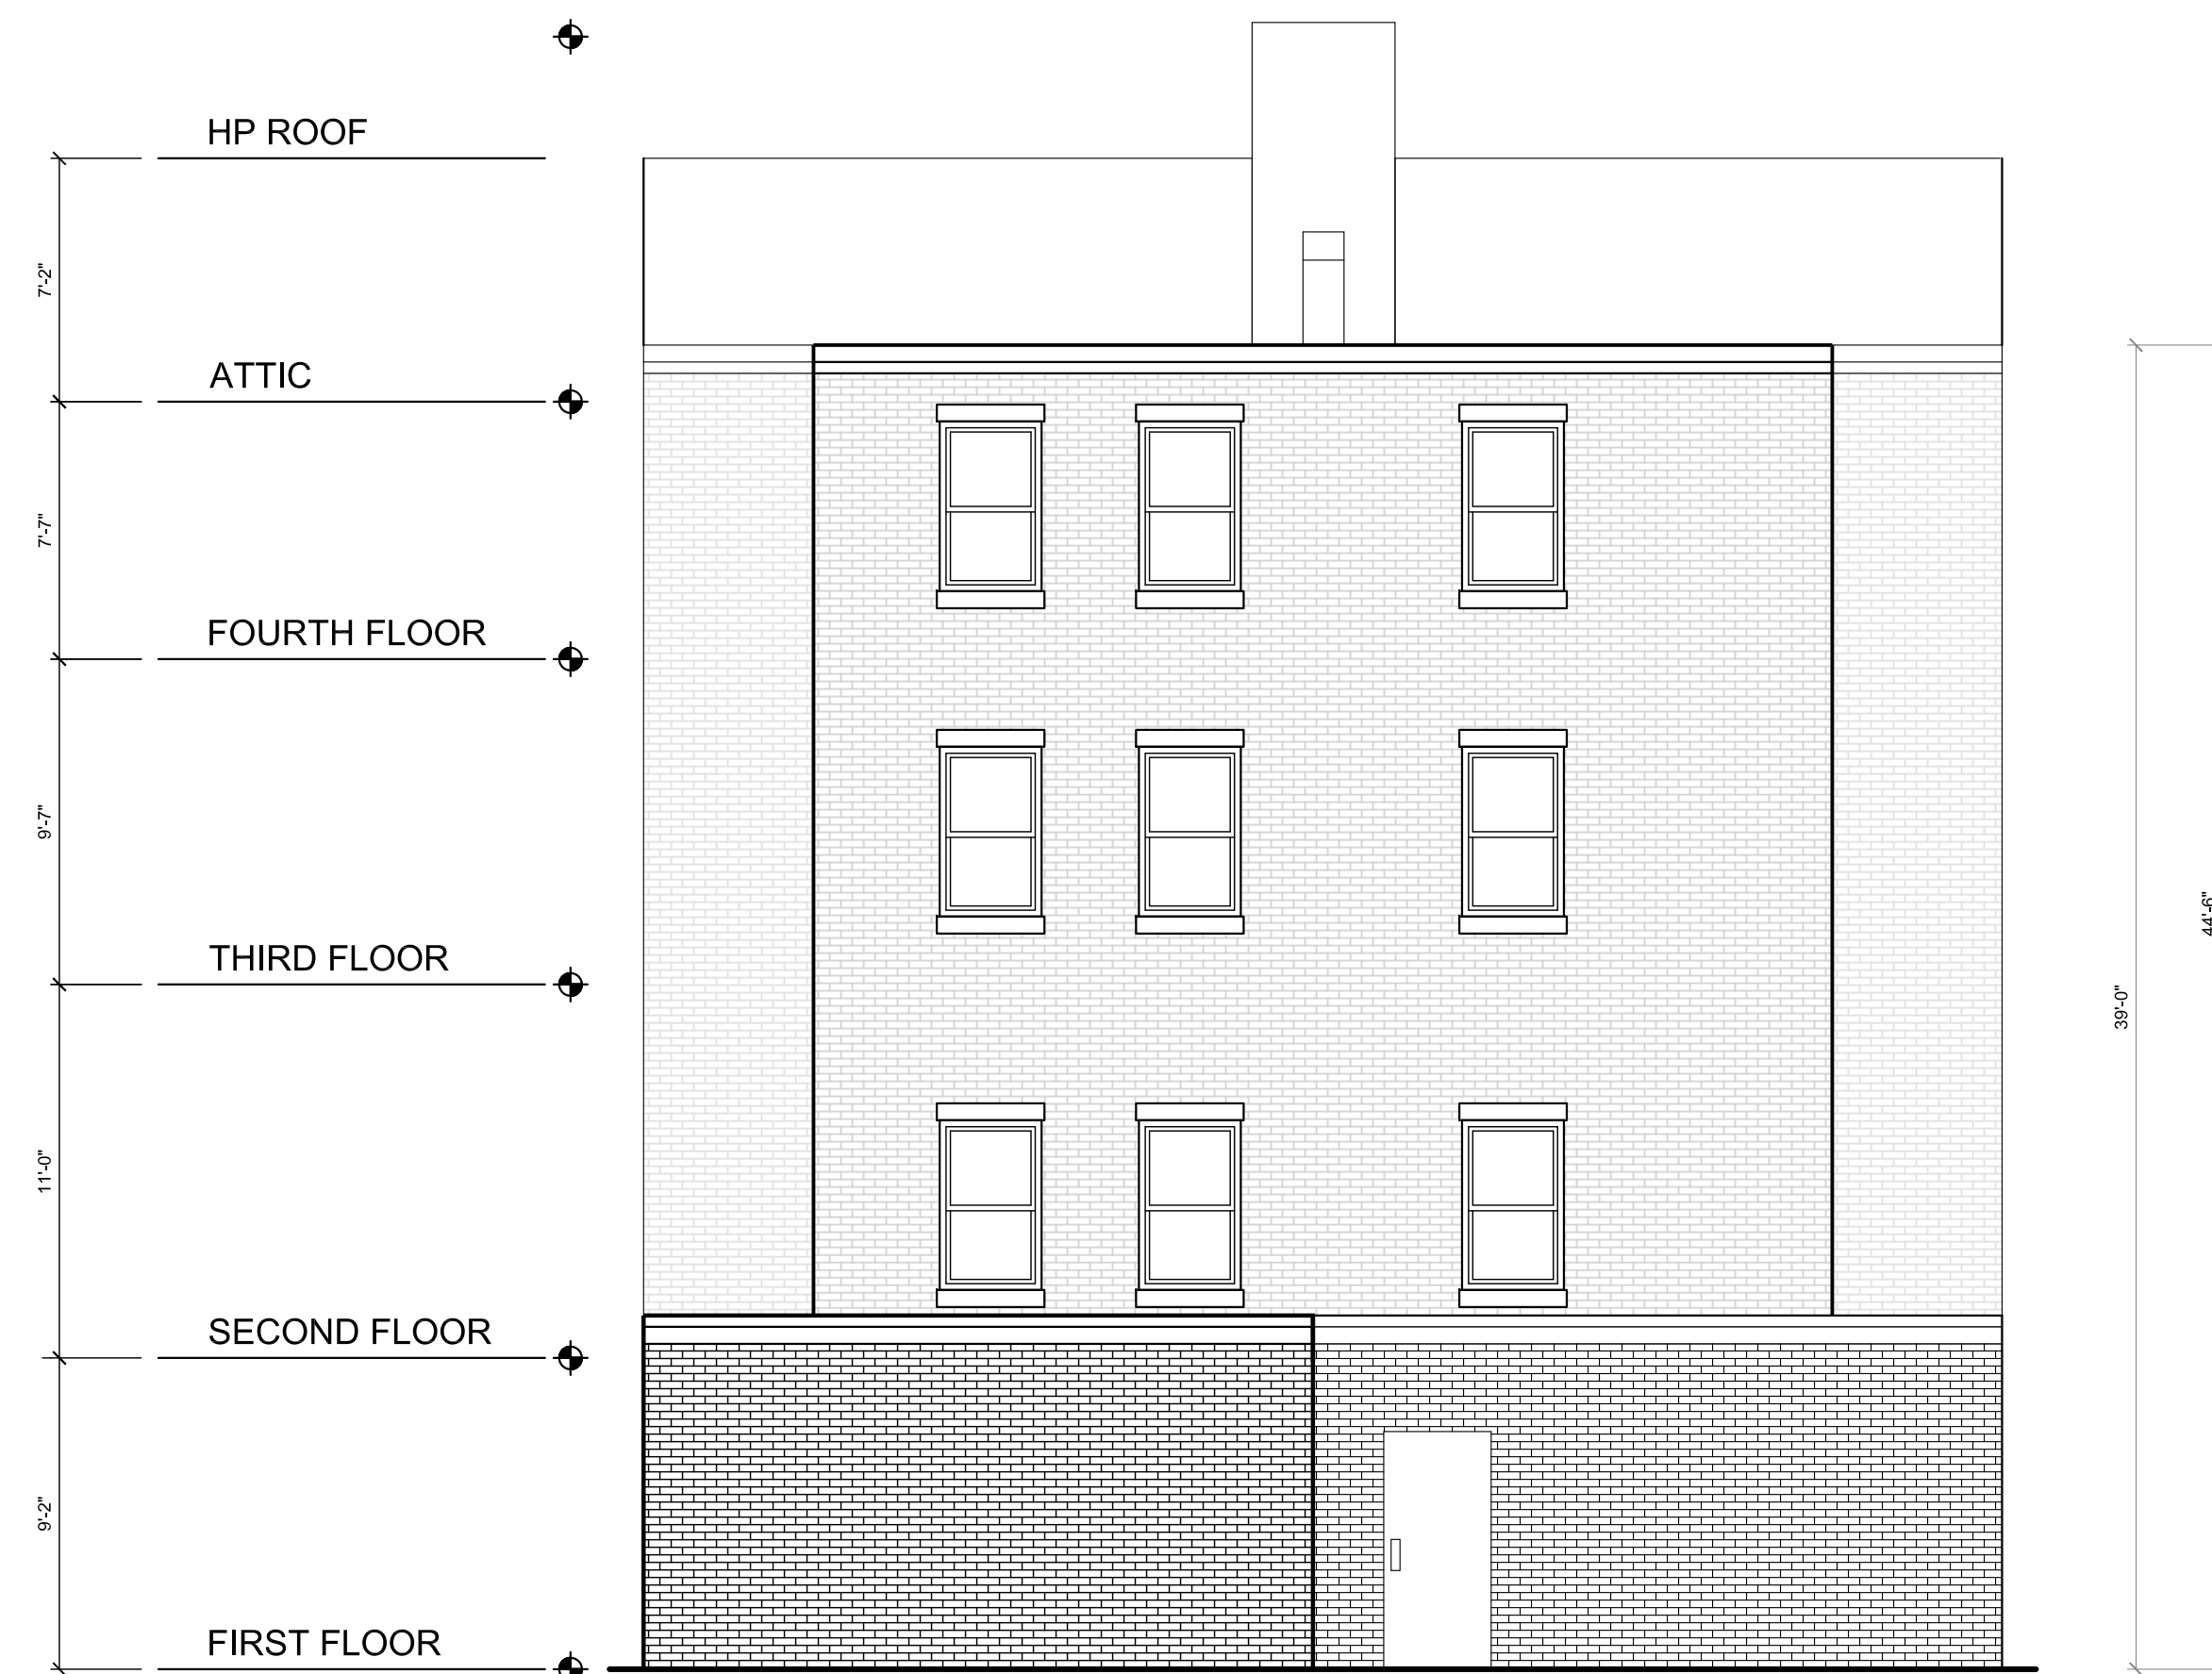 HP ROOF
7'-2"
ATTIC
7'-7"
FOURTH FLOOR
9'-7"
THIRD FLOOR
11'-0"
SECOND FLOOR
9'-2"
FIRST FLOOR
39'-0"
44'-6"